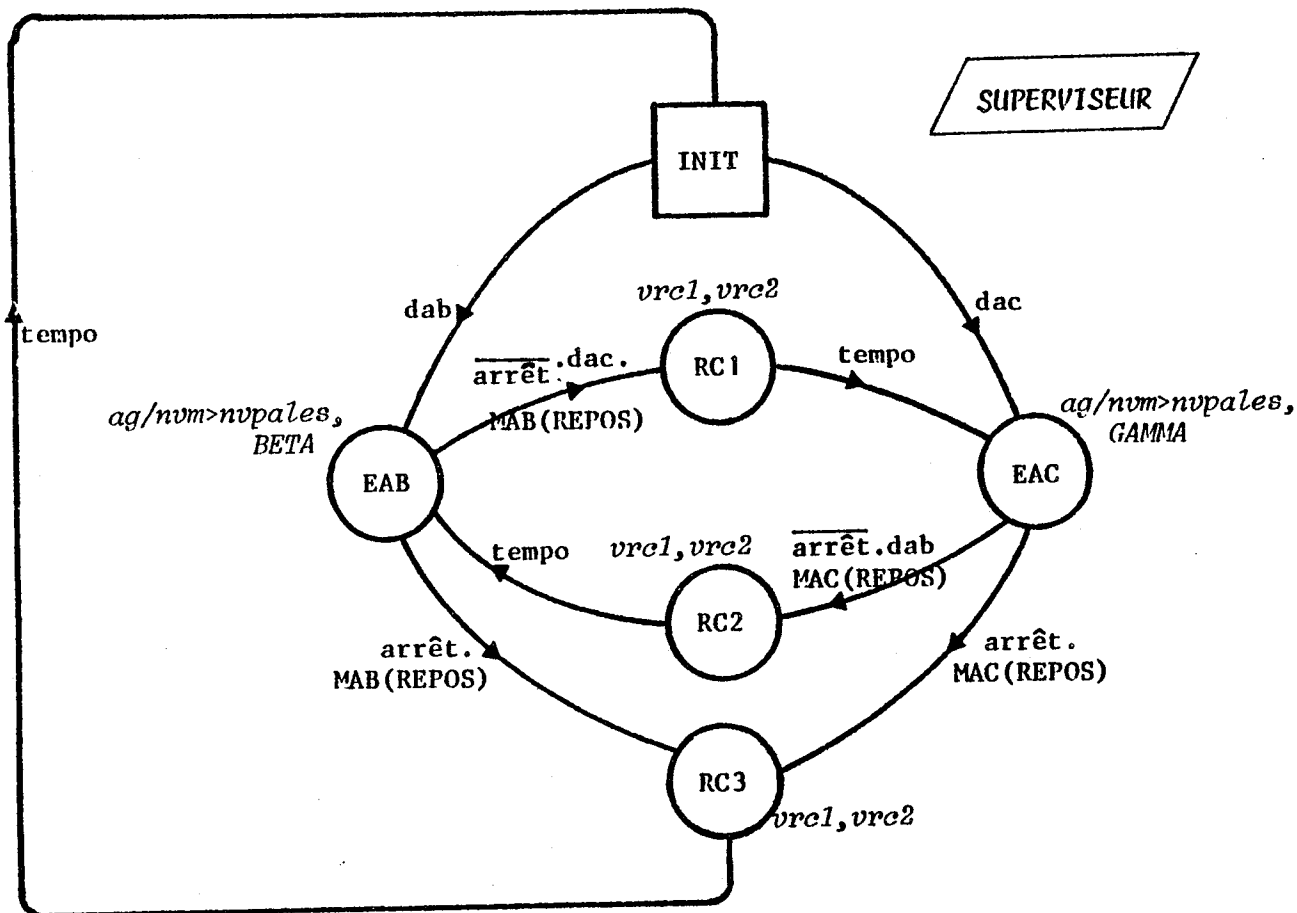 SUPERVISEUR
INIT
vrc1,vrc2
dab
dac
tempo
arrêt.dac.
MAB(REPOS)
RC1
tempo
ag/nvm>nvpales,
BETA
ag/nvm>nvpales,
GAMMA
EAB
EAC
tempo
vrc1,vrc2
arrêt.dab
MAC(REPOS)
RC2
arrêt.
MAB(REPOS)
arrêt.
MAC(REPOS)
RC3
vrc1,vrc2